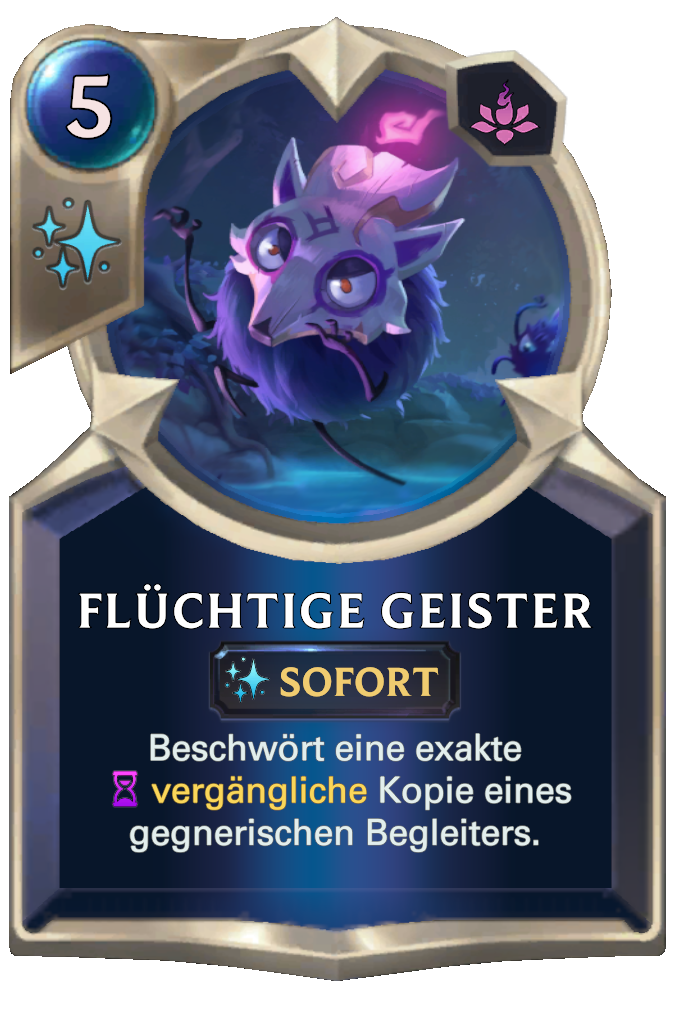 5
FLÜCHTIGE GEISTER
SOFORT
Beschwört eine exakte
vergängliche Kopie eines
gegnerischen Begleiters.